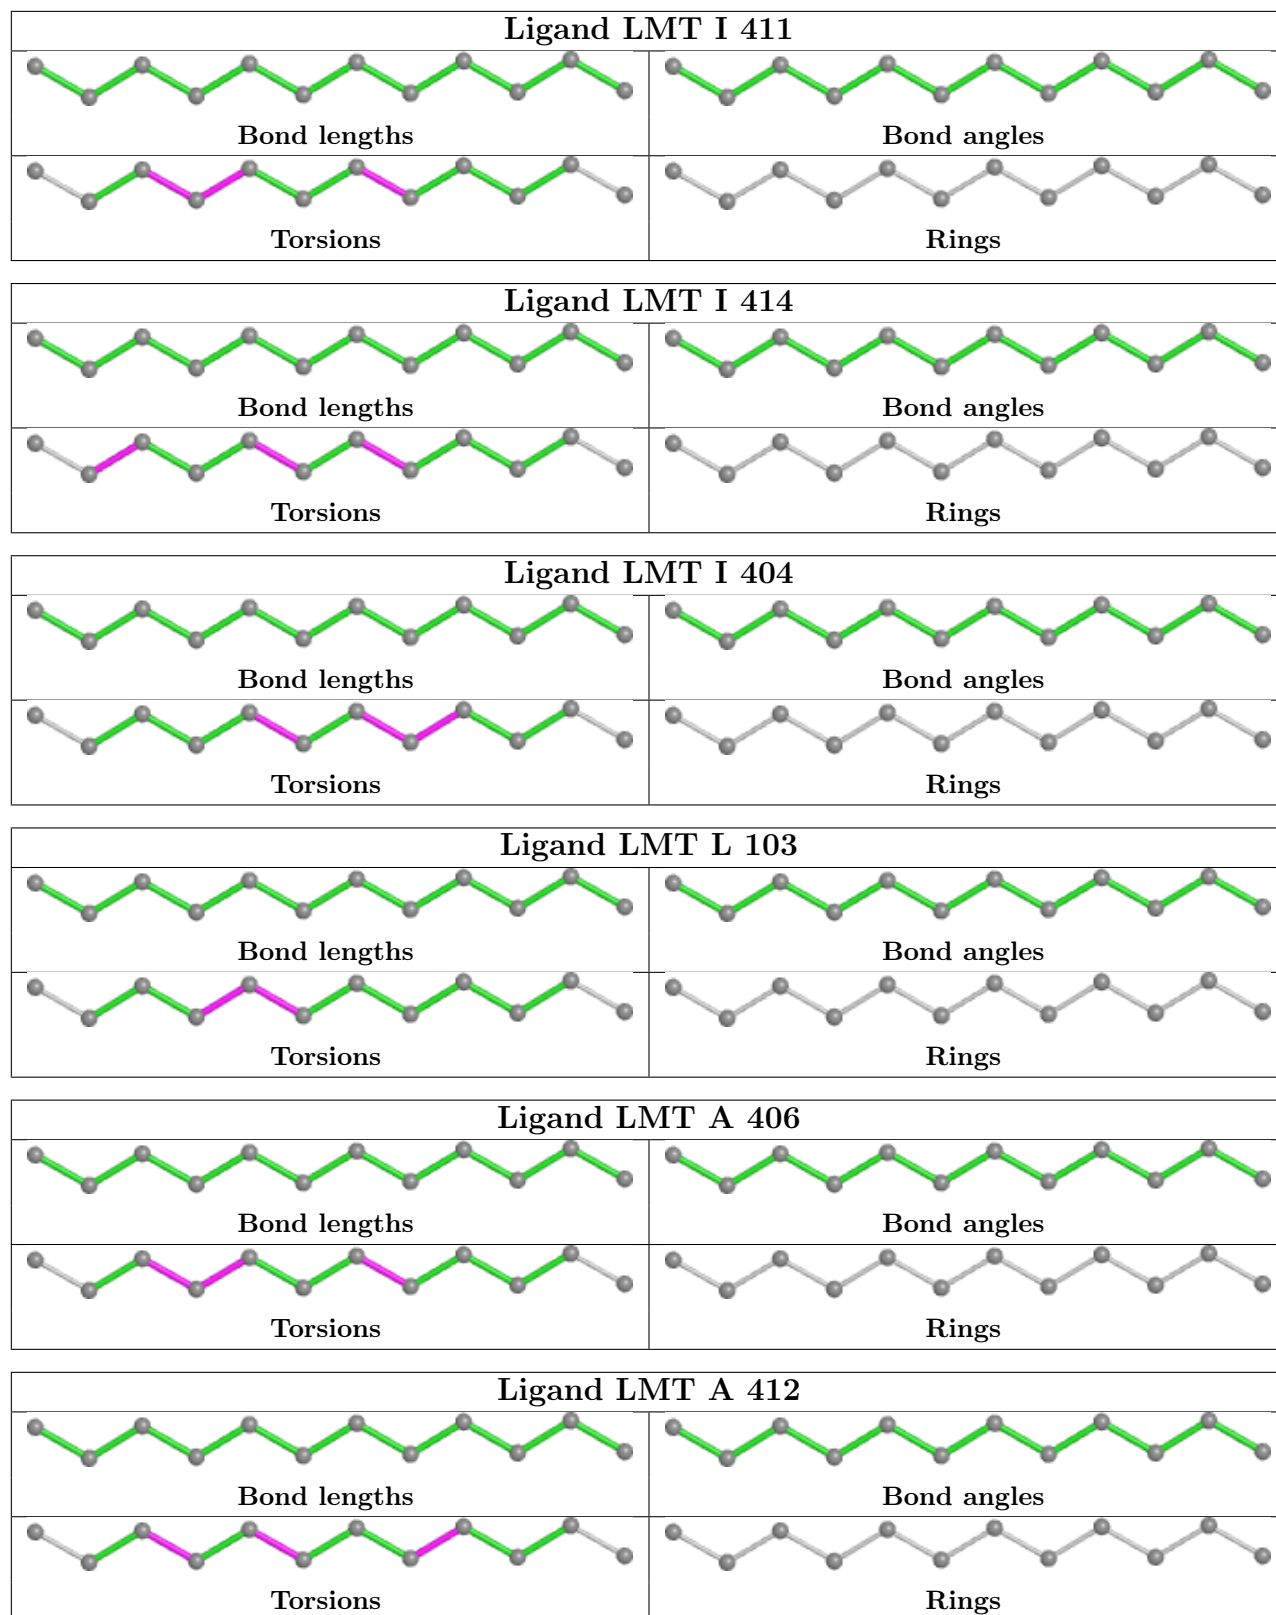 Ligand LMT I 411
Bond lengths
Bond angles
Torsions
Rings
Ligand LMT I 414
Bond lengths
Bond angles
Torsions
Rings
Ligand LMT I 404
Bond lengths
Bond angles
Torsions
Rings
Ligand LMT L 103
Bond lengths
Bond angles
Torsions
Rings
Ligand LMT A 406
Bond lengths
Bond angles
Torsions
Rings
Ligand LMT A 412
Bond lengths
Bond angles
Torsions
Rings